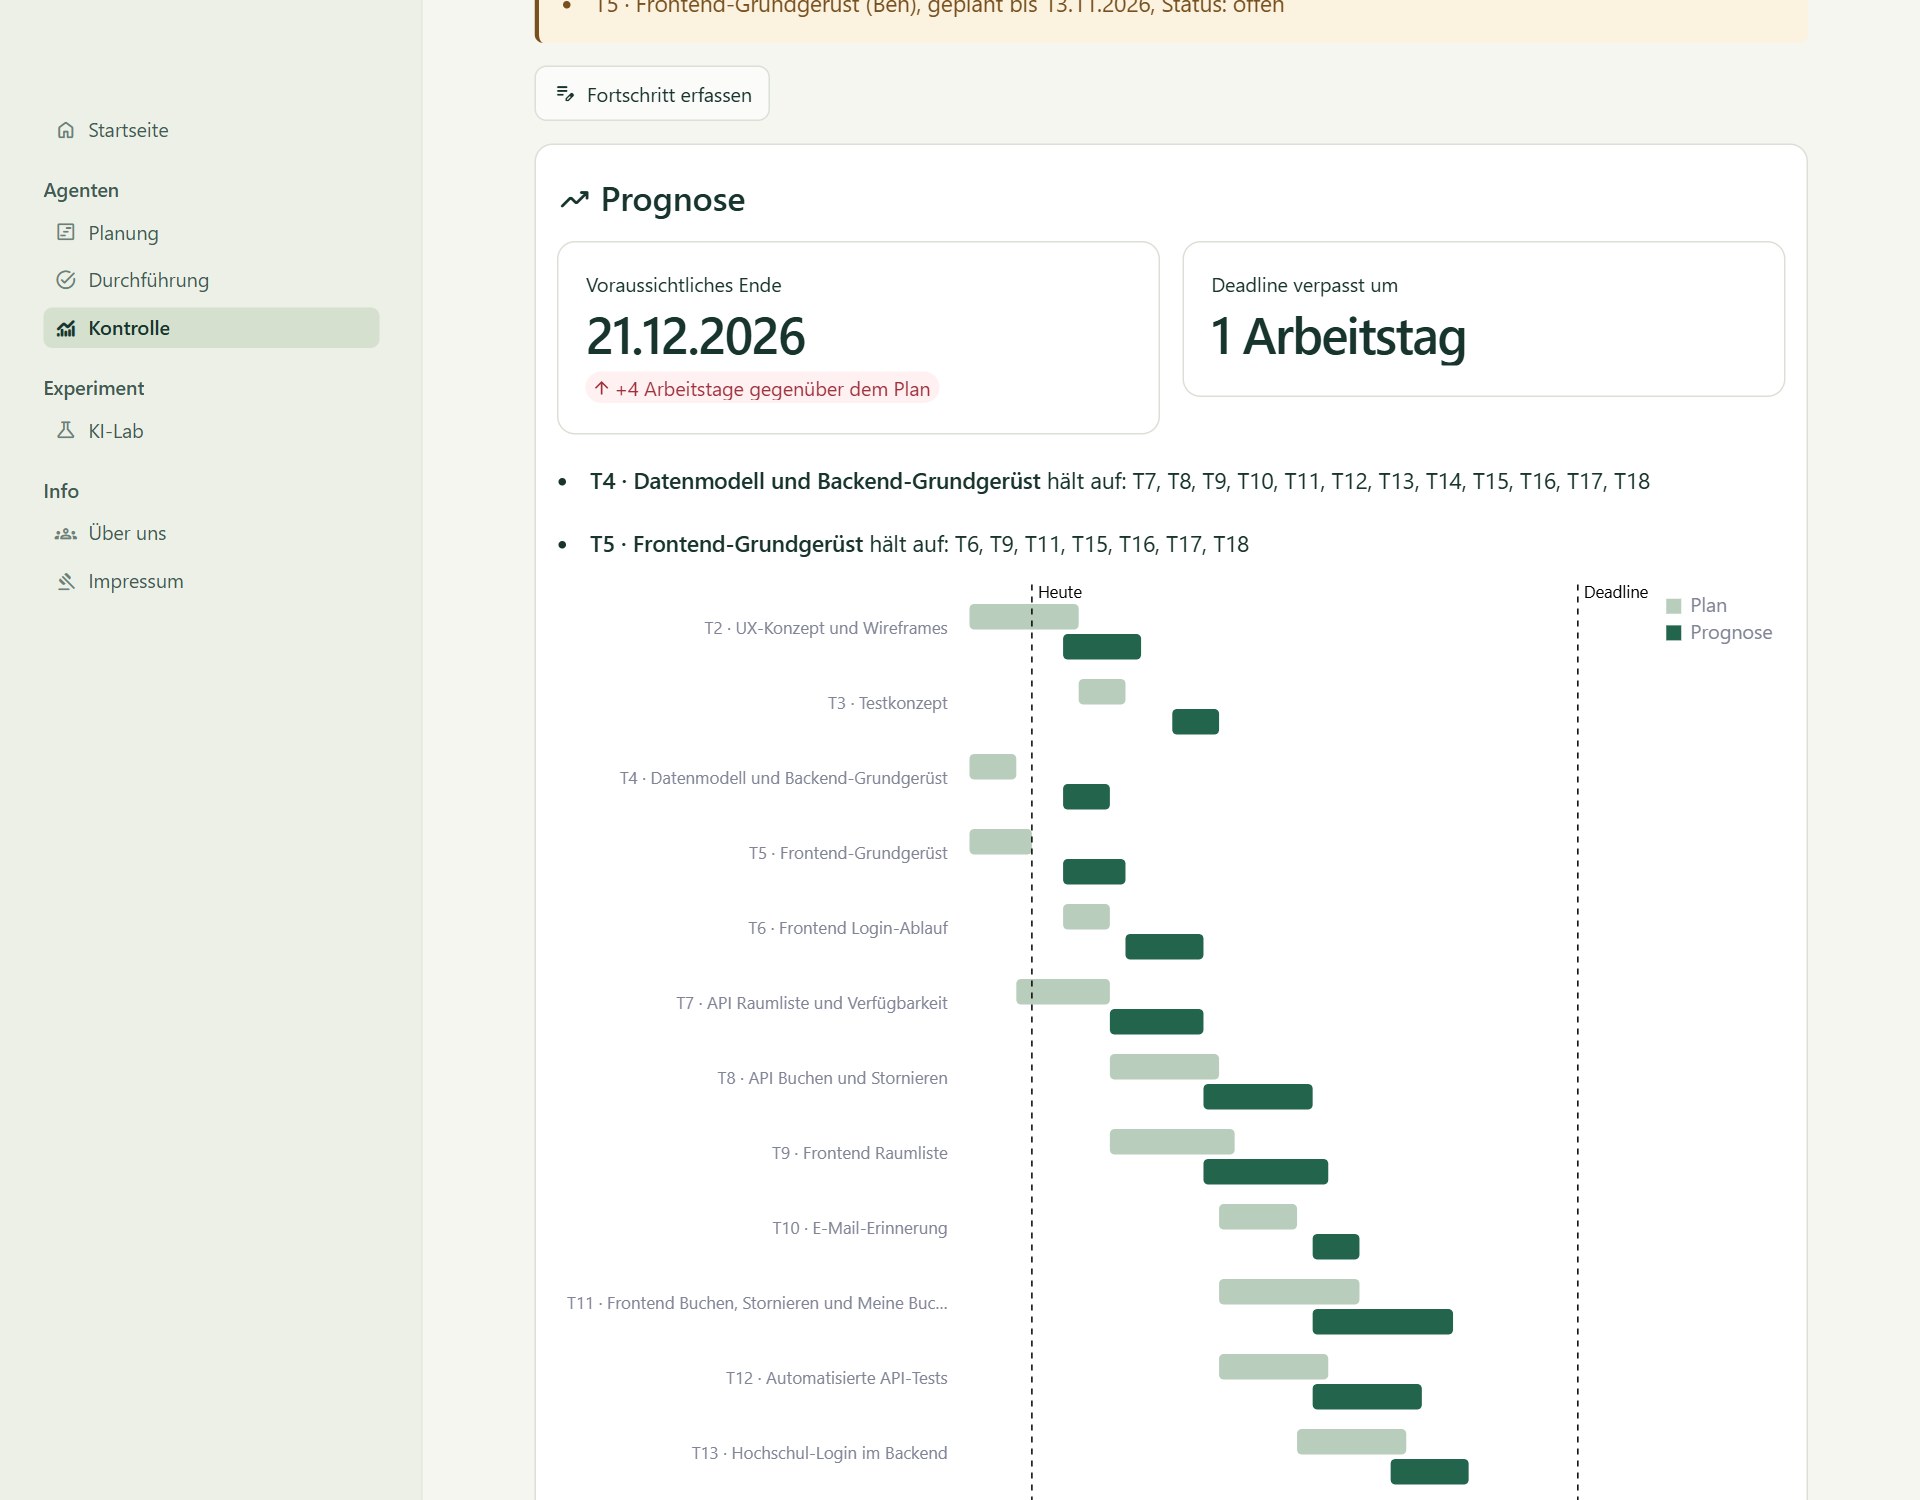 T5 · Frontend-Grundgerüst (Ben), geplant bis 13.11.2026, Status: offen
Fortschritt erfassen
Startseite
Agenten
Planung
Durchführung
Kontrolle
Experiment
KI-Lab
Info
Über uns
Impressum
Prognose
Voraussichtliches Ende
21.12.2026
+4 Arbeitstage gegenüber dem Plan
Deadline verpasst um
1 Arbeitstag
T4 · Datenmodell und Backend-Grundgerüst hält auf: T7, T8, T9, T10, T11, T12, T13, T14, T15, T16, T17, T18
T5 · Frontend-Grundgerüst hält auf: T6, T9, T11, T15, T16, T17, T18
Heute
Deadline
Plan
Prognose
T2 · UX-Konzept und Wireframes
T3 · Testkonzept
T4 · Datenmodell und Backend-Grundgerüst
T5 · Frontend-Grundgerüst
T6 · Frontend Login-Ablauf
T7 · API Raumliste und Verfügbarkeit
T8 · API Buchen und Stornieren
T9 · Frontend Raumliste
T10 · E-Mail-Erinnerung
T11 · Frontend Buchen, Stornieren und Meine Buc…
T12 · Automatisierte API-Tests
T13 · Hochschul-Login im Backend